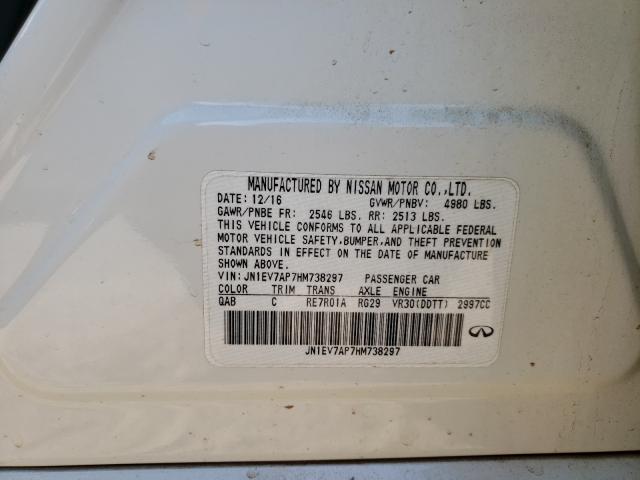 MANUFACTURED BY NISSAN MOTOR CO.,LTD.
DATE: 12/16 GVWR/PNBV: 4980 LBS.
GAWR/PNBE FR: 2546 LBS. RR: 2513 LBS.
THIS VEHICLE CONFORMS TO ALL APPLICABLE FEDERAL
MOTOR VEHICLE SAFETY,BUMPER,AND THEFT PREVENTION
STANDARDS IN EFFECT ON THE DATE OF MANUFACTURE
SHOWN ABOVE.
VIN: JN1EV7AP7HM738297 PASSENGER CAR
COLOR TRIM TRANS AXLE ENGINE
QAB C RE7R01A RG29 VR30(DDTT) 2997CC
JN1EV7AP7HM738297